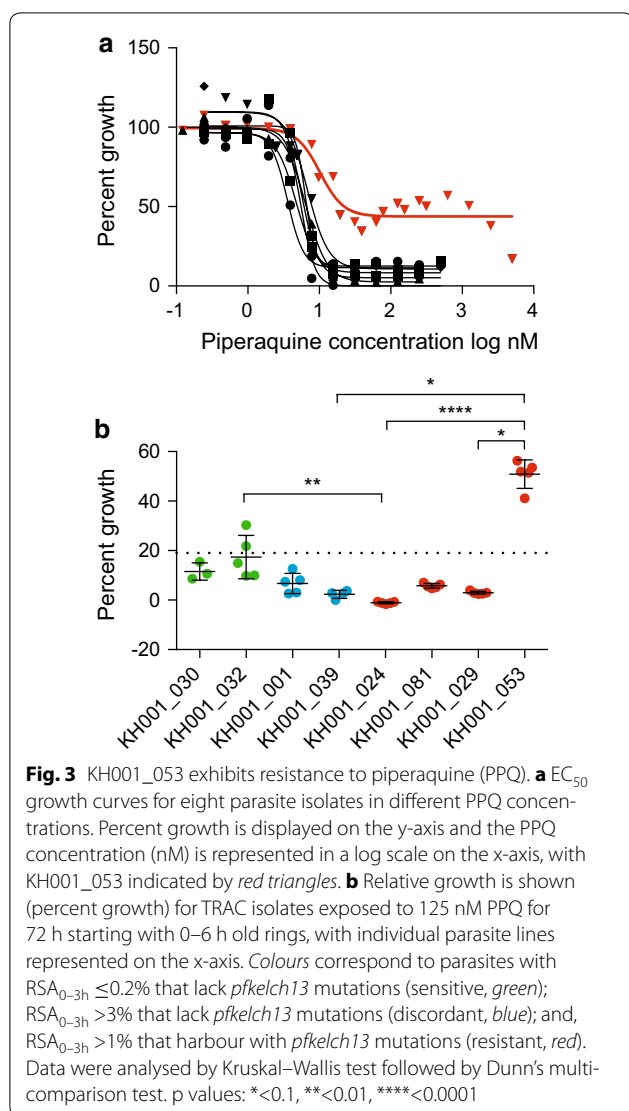 a
150
100
50
0
Percent growth
-1
0
1
2
3
4
Piperaquine concentration log nM
b
*
****
*
**
60
40
20
0
-20
Percent growth
KH001_030
KH001_032
KH001_001
KH001_039
KH001_024
KH001_081
KH001_029
KH001_053
Fig. 3 KH001_053 exhibits resistance to piperaquine (PPQ). a EC50
growth curves for eight parasite isolates in different PPQ concen-
trations. Percent growth is displayed on the y-axis and the PPQ
concentration (nM) is represented in a log scale on the x-axis, with
KH001_053 indicated by red triangles. b Relative growth is shown
(percent growth) for TRAC isolates exposed to 125 nM PPQ for
72 h starting with 0–6 h old rings, with individual parasite lines
represented on the x-axis. Colours correspond to parasites with
RSA0–3h ≤0.2% that lack pfkelch13 mutations (sensitive, green);
RSA0–3h >3% that lack pfkelch13 mutations (discordant, blue); and,
RSA0–3h >1% that harbour with pfkelch13 mutations (resistant, red).
Data were analysed by Kruskal–Wallis test followed by Dunn's multi-
comparison test. p values: *<0.1, **<0.01, ****<0.0001